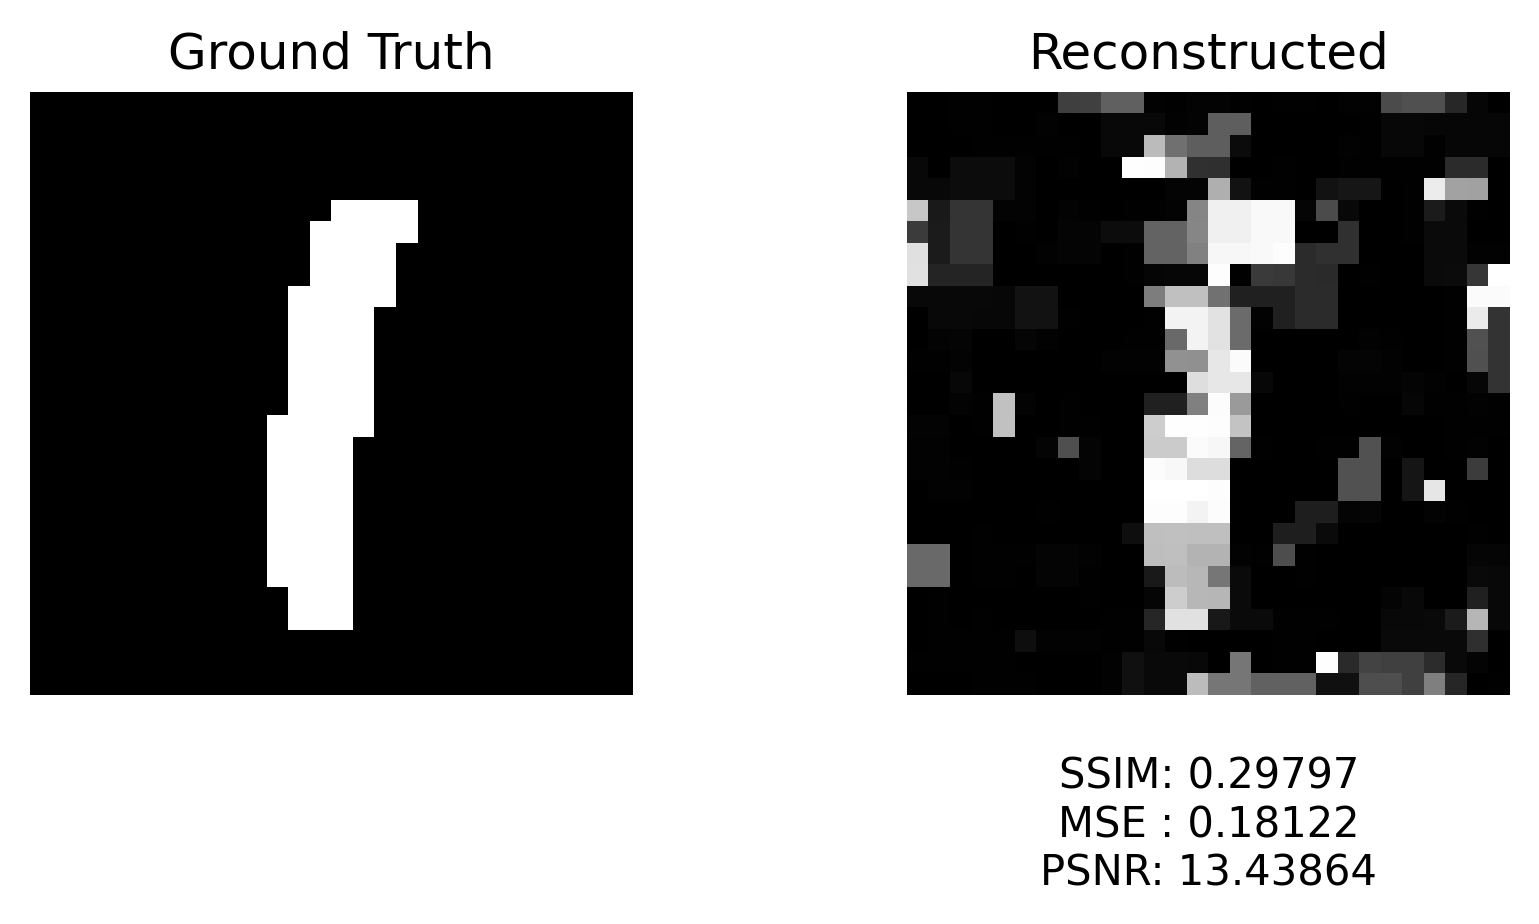 Ground Truth
Reconstructed
SSIM: 0.29797
MSE : 0.18122
PSNR: 13.43864